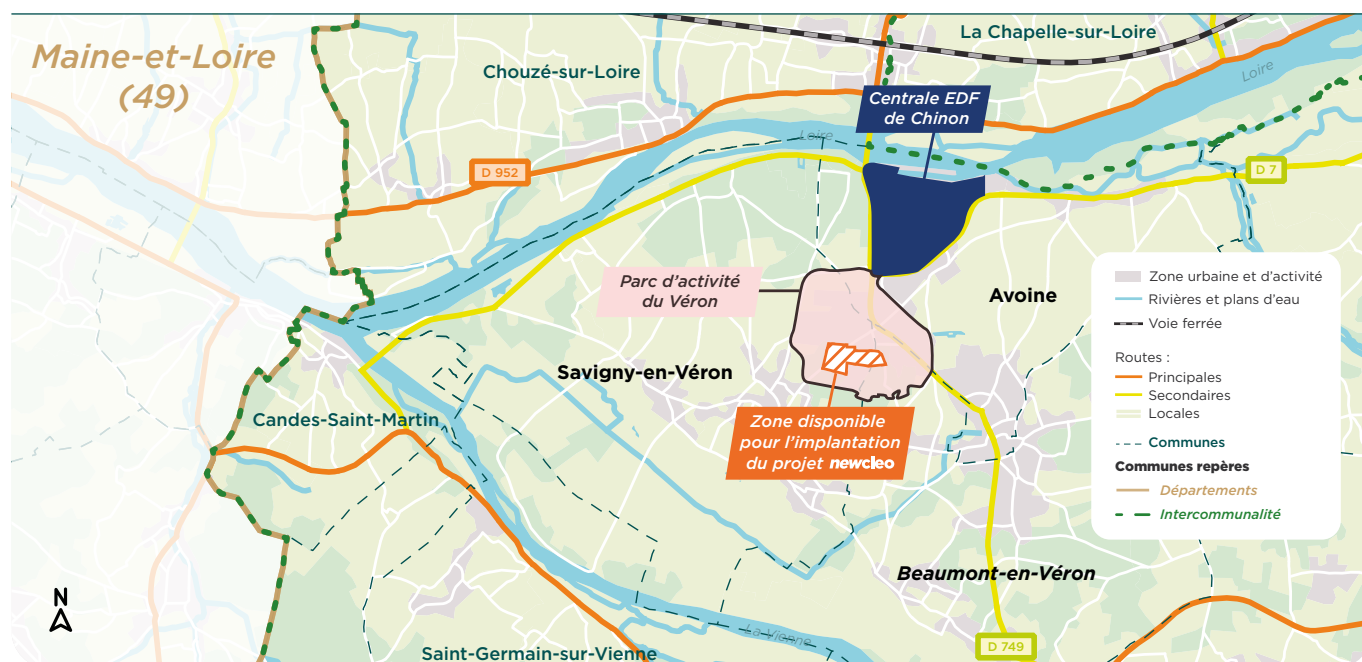 Maine-et-Loire
(49)
Chouzé-sur-Loire
La Chapelle-sur-Loire
Loire
Centrale EDF
de Chinon
Loire
D 952
D 7
Parc d'activité
du Véron
Avoine
Savigny-en-Véron
Candes-Saint-Martin
Zone disponible
pour l'implantation
du projet newcleo
Zone urbaine et d'activité
Rivières et plans d'eau
Voie ferrée
Routes :
Principales
Secondaires
Locales
Communes
Communes repères
Départements
Intercommunalité
Beaumont-en-Véron
N
La Vienne
D 749
Saint-Germain-sur-Vienne